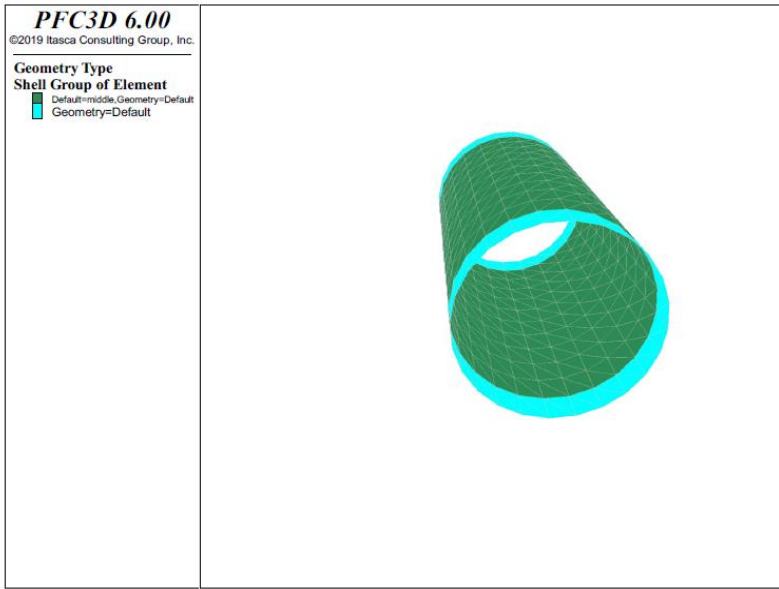 PFC3D 6.00
©2019 Itasca Consulting Group, Inc.
Geometry Type
Shell Group of Element
Default=middle,Geometry=Default
Geometry=Default